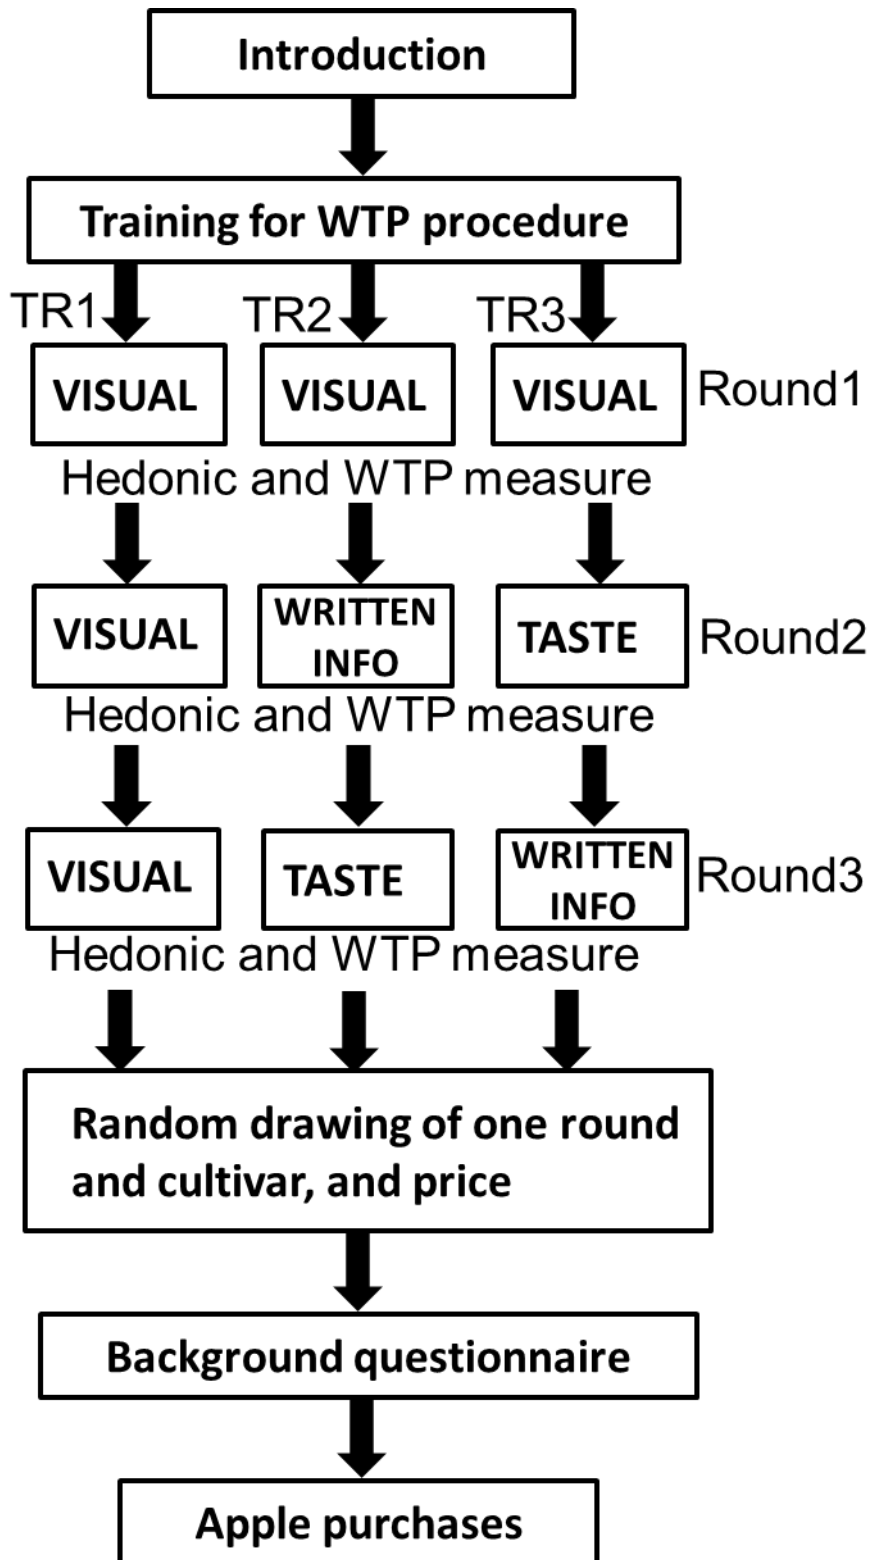 Introduction
Training for WTP procedure
TR1 TR2 TR3
VISUAL VISUAL VISUAL Round1
Hedonic and WTP measure
VISUAL WRITTEN INFO TASTE Round2
Hedonic and WTP measure
VISUAL TASTE WRITTEN INFO Round3
Hedonic and WTP measure
Random drawing of one round
and cultivar, and price
Background questionnaire
Apple purchases